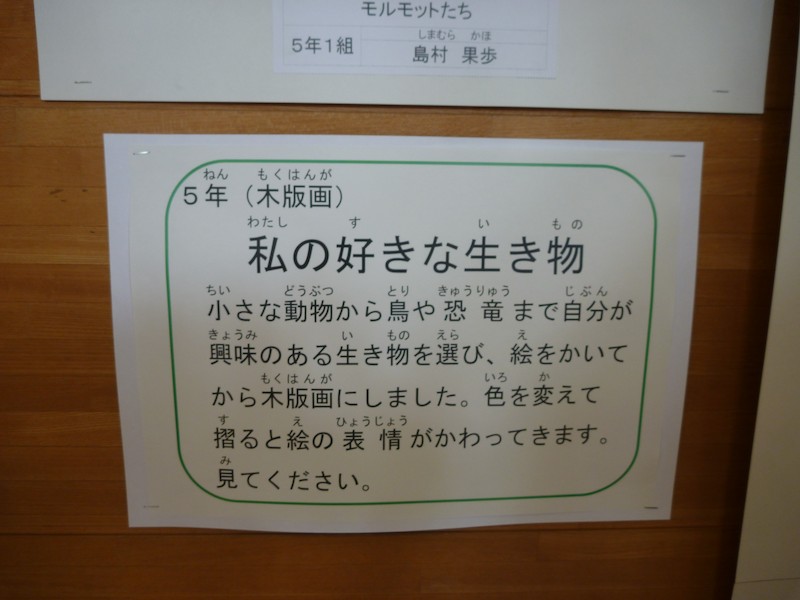 モルモットたち
しまむら かほ
5年1組 島村 果歩
ねん もくはんが
5年（木版画）
わたし す い もの
私の好きな生き物
ちい どうぶつ とり きゅうりゅう じぶん
小さな動物から鳥や恐竜まで自分が
きょうみ い もの えら え
興味のある生き物を選び、絵をかいて
もくはんが いろ か
から木版画にしました。色を変えて
す え ひょうじょう
摺ると絵の表情がかわってきます。
み
見てください。